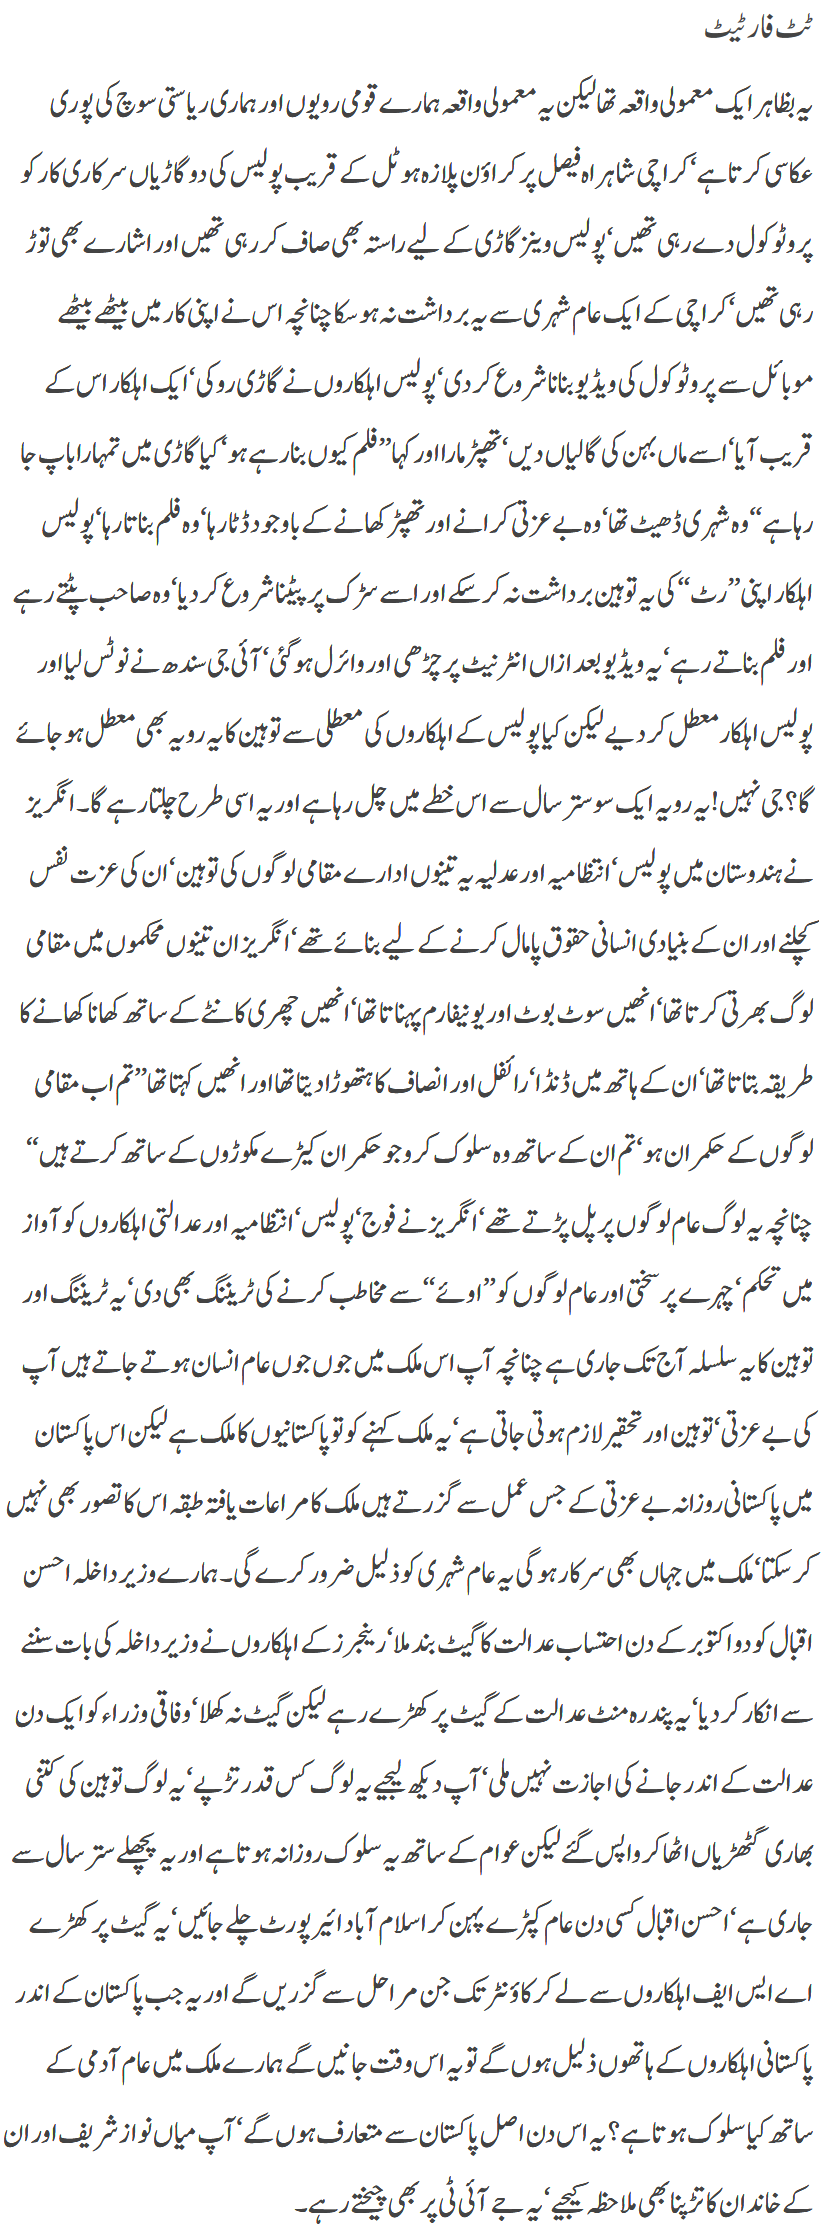 ٹٹ فار ٹیٹ
یہ بظاہر ایک معمولی واقعہ تھا لیکن یہ معمولی واقعہ ہمارے قومی رویوں اور ہماری ریاستی سوچ کی پوری
عکاسی کرتا ہے‘ کراچی شاہراہ فیصل پر کراؤن پلازہ ہوٹل کے قریب پولیس کی دو گاڑیاں سرکاری کار کو
پروٹوکول دے رہی تھیں‘ پولیس وینز گاڑی کے لیے راستہ بھی صاف کر رہی تھیں اور اشارے بھی توڑ
رہی تھیں‘ کراچی کے ایک عام شہری سے یہ برداشت نہ ہو سکا چنانچہ اس نے اپنی کار میں بیٹھے بیٹھے
موبائل سے پروٹوکول کی ویڈیو بنانا شروع کر دی‘ پولیس اہلکاروں نے گاڑی روکی‘ ایک اہلکار اس کے
قریب آیا‘ اسے ماں بہن کی گالیاں دیں‘ تھپڑ مارا اور کہا ’’فلم کیوں بنا رہے ہو‘ کیا گاڑی میں تمہارا باپ جا
رہا ہے‘‘ وہ شہری ڈھیٹ تھا‘ وہ بے عزتی کرانے اور تھپڑ کھانے کے باوجود ڈٹا رہا‘ وہ فلم بناتا رہا‘ پولیس
اہلکار اپنی ’’رٹ‘‘ کی یہ توہین برداشت نہ کر سکے اور اسے سڑک پر پیٹنا شروع کر دیا‘ وہ صاحب پٹتے رہے
اور فلم بناتے رہے‘ یہ ویڈیو بعد ازاں انٹرنیٹ پر چڑھی اور وائرل ہو گئی‘ آئی جی سندھ نے نوٹس لیا اور
پولیس اہلکار معطل کر دیے لیکن کیا پولیس کے اہلکاروں کی معطلی سے توہین کا یہ رویہ بھی معطل ہو جائے
گا؟ جی نہیں! یہ رویہ ایک سو ستر سال سے اس خطے میں چل رہا ہے اور یہ اسی طرح چلتا رہے گا۔ انگریز
نے ہندوستان میں پولیس‘ انتظامیہ اور عدلیہ یہ تینوں ادارے مقامی لوگوں کی توہین‘ ان کی عزت نفس
کچلنے اور ان کے بنیادی انسانی حقوق پامال کرنے کے لیے بنائے تھے‘ انگریز ان تینوں محکموں میں مقامی
لوگ بھرتی کرتا تھا‘ انھیں سوٹ بوٹ اور یونیفارم پہناتا تھا‘ انھیں چھری کانٹے کے ساتھ کھانا کھانے کا
طریقہ بتاتا تھا‘ ان کے ہاتھ میں ڈنڈا‘ رائفل اور انصاف کا ہتھوڑا دیتا تھا اور انھیں کہتا تھا ’’تم اب مقامی
لوگوں کے حکمران ہو‘ تم ان کے ساتھ وہ سلوک کرو جو حکمران کیڑے مکوڑوں کے ساتھ کرتے ہیں‘‘
چنانچہ یہ لوگ عام لوگوں پر پل پڑتے تھے‘ انگریز نے فوج‘ پولیس‘ انتظامیہ اور عدالتی اہلکاروں کو آواز
میں تحکم‘ چہرے پر سختی اور عام لوگوں کو ’’اوئے‘‘ سے مخاطب کرنے کی ٹریننگ بھی دی‘ یہ ٹریننگ اور
توہین کا یہ سلسلہ آج تک جاری ہے چنانچہ آپ اس ملک میں جوں جوں عام انسان ہوتے جاتے ہیں آپ
کی بے عزتی‘ توہین اور تحقیر لازم ہوتی جاتی ہے‘ یہ ملک کہنے کو تو پاکستانیوں کا ملک ہے لیکن اس پاکستان
میں پاکستانی روزانہ بے عزتی کے جس عمل سے گزرتے ہیں ملک کا مراعات یافتہ طبقہ اس کا تصور بھی نہیں
کر سکتا‘ ملک میں جہاں بھی سرکار ہو گی یہ عام شہری کو ذلیل ضرور کرے گی۔ ہمارے وزیر داخلہ احسن
اقبال کو دو اکتوبر کے دن احتساب عدالت کا گیٹ بند ملا‘ رینجرز کے اہلکاروں نے وزیر داخلہ کی بات سننے
سے انکار کر دیا‘ یہ پندرہ منٹ عدالت کے گیٹ پر کھڑے رہے لیکن گیٹ نہ کھلا‘ وفاقی وزراء کو ایک دن
عدالت کے اندر جانے کی اجازت نہیں ملی‘ آپ دیکھ لیجیے یہ لوگ کس قدر تڑپے‘ یہ لوگ توہین کی کتنی
بھاری گٹھڑیاں اٹھا کر واپس گئے لیکن عوام کے ساتھ یہ سلوک روزانہ ہوتا ہے اور یہ پچھلے ستر سال سے
جاری ہے‘ احسن اقبال کسی دن عام کپڑے پہن کر اسلام آباد ائیر پورٹ چلے جائیں‘ یہ گیٹ پر کھڑے
اے ایس ایف اہلکاروں سے لے کر کاؤنٹر تک جن مراحل سے گزریں گے اور یہ جب پاکستان کے اندر
پاکستانی اہلکاروں کے ہاتھوں ذلیل ہوں گے تو یہ اس وقت جانیں گے ہمارے ملک میں عام آدمی کے
ساتھ کیا سلوک ہوتا ہے؟ یہ اس دن اصل پاکستان سے متعارف ہوں گے‘ آپ میاں نواز شریف اور ان
کے خاندان کا تڑپنا بھی ملاحظہ کیجیے‘ یہ جے آئی ٹی پر بھی چیختے رہے۔